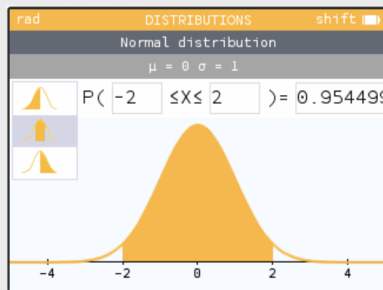 rad DISTRIBUTIONS shift
Normal distribution
μ = 0 σ = 1
P( -2 ≤X≤ 2 )= 0.954499
-4 -2 0 2 4